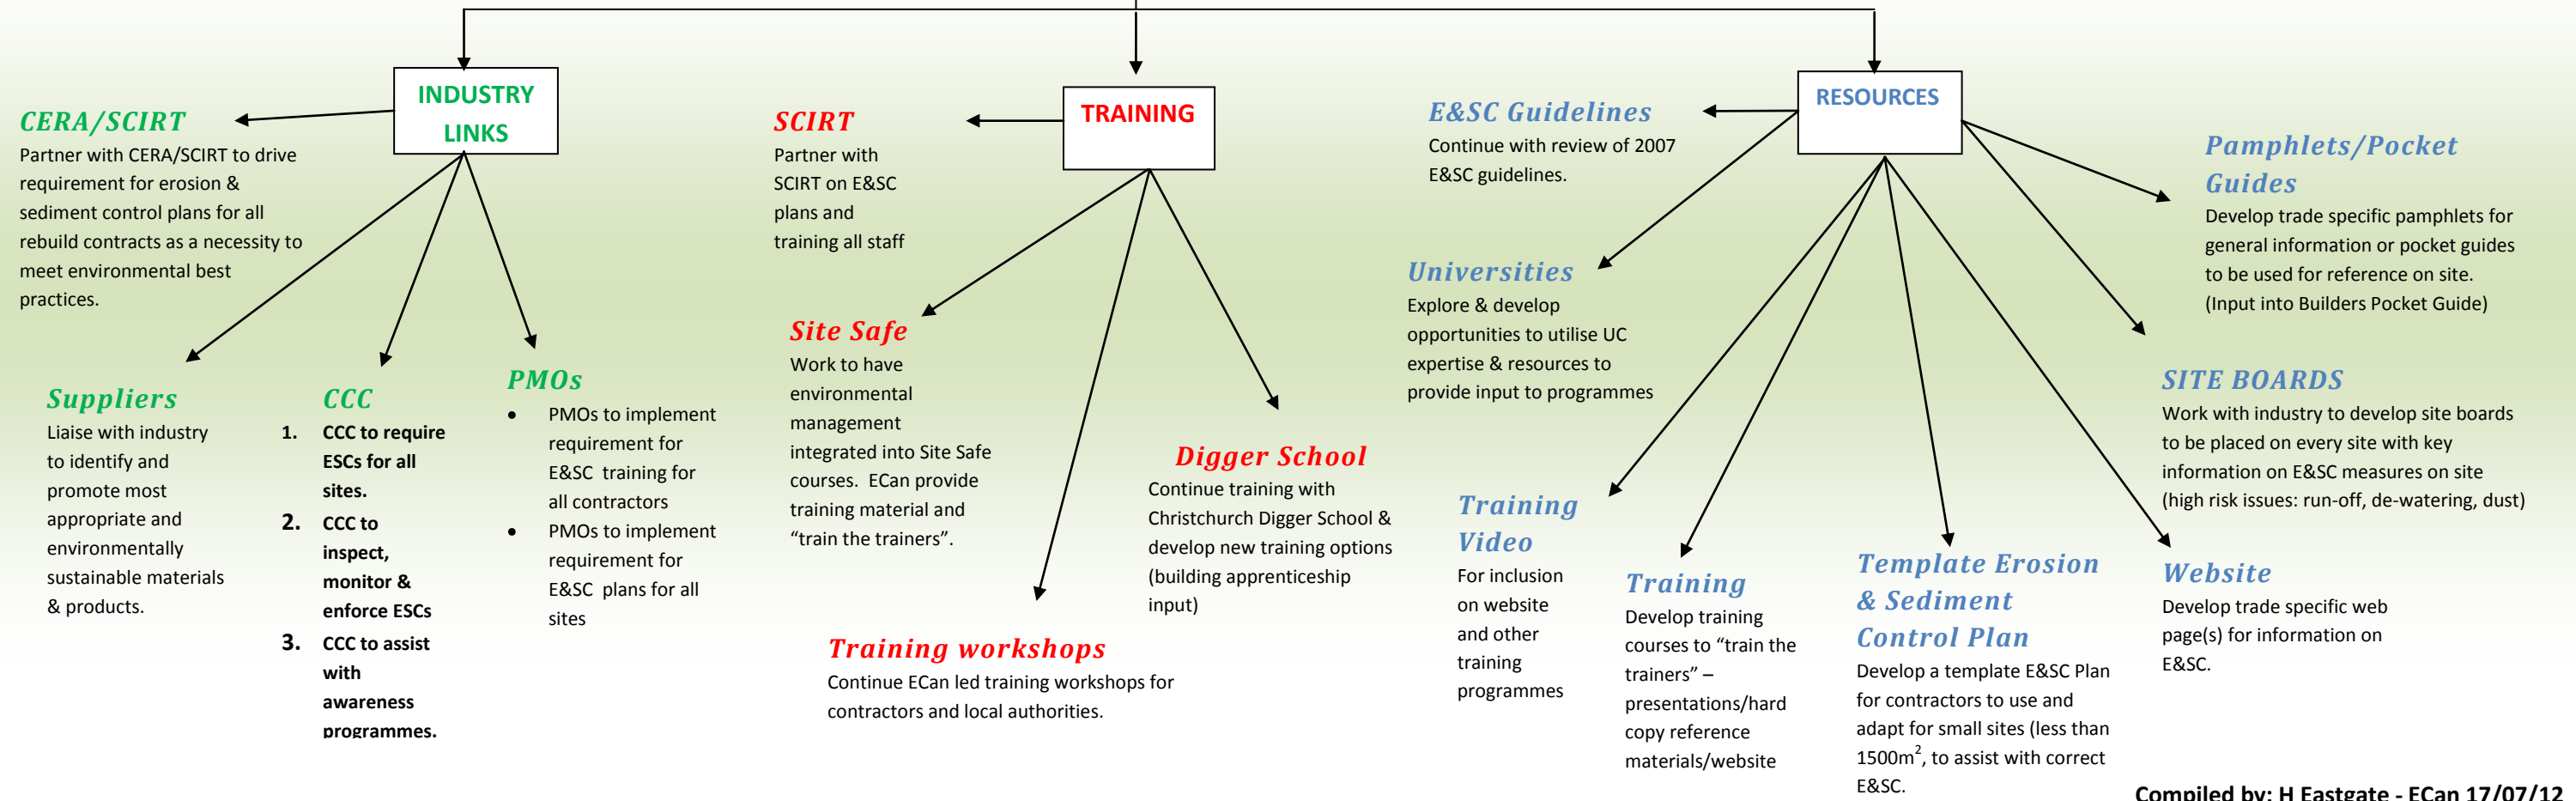 INDUSTRY
LINKS
CERA/SCIRT
Partner with CERA/SCIRT to drive
requirement for erosion &
sediment control plans for all
rebuild contracts as a necessity to
meet environmental best
practices.
Suppliers
Liaise with industry
to identify and
promote most
appropriate and
environmentally
sustainable materials
& products.
CCC
1. CCC to require
ESCs for all
sites.
2. CCC to
inspect,
monitor &
enforce ESCs
3. CCC to assist
with
awareness
programmes.
PMOs
• PMOs to implement
requirement for
E&SC training for
all contractors
• PMOs to implement
requirement for
E&SC plans for all
sites
TRAINING
SCIRT
Partner with
SCIRT on E&SC
plans and
training all staff
Site Safe
Work to have
environmental
management
integrated into Site Safe
courses. ECan provide
training material and
“train the trainers”.
Training workshops
Continue ECan led training workshops for
contractors and local authorities.
Digger School
Continue training with
Christchurch Digger School &
develop new training options
(building apprenticeship
input)
RESOURCES
E&SC Guidelines
Continue with review of 2007
E&SC guidelines.
Universities
Explore & develop
opportunities to utilise UC
expertise & resources to
provide input to programmes
Training
Video
For inclusion
on website
and other
training
programmes
Training
Develop training
courses to “train the
trainers” –
presentations/hard
copy reference
materials/website
Template Erosion
& Sediment
Control Plan
Develop a template E&SC Plan
for contractors to use and
adapt for small sites (less than
1500m², to assist with correct
E&SC.
Website
Develop trade specific web
page(s) for information on
E&SC.
SITE BOARDS
Work with industry to develop site boards
to be placed on every site with key
information on E&SC measures on site
(high risk issues: run-off, de-watering, dust)
Pamphlets/Pocket
Guides
Develop trade specific pamphlets for
general information or pocket guides
to be used for reference on site.
(Input into Builders Pocket Guide)
Compiled by: H Eastgate - ECan 17/07/12